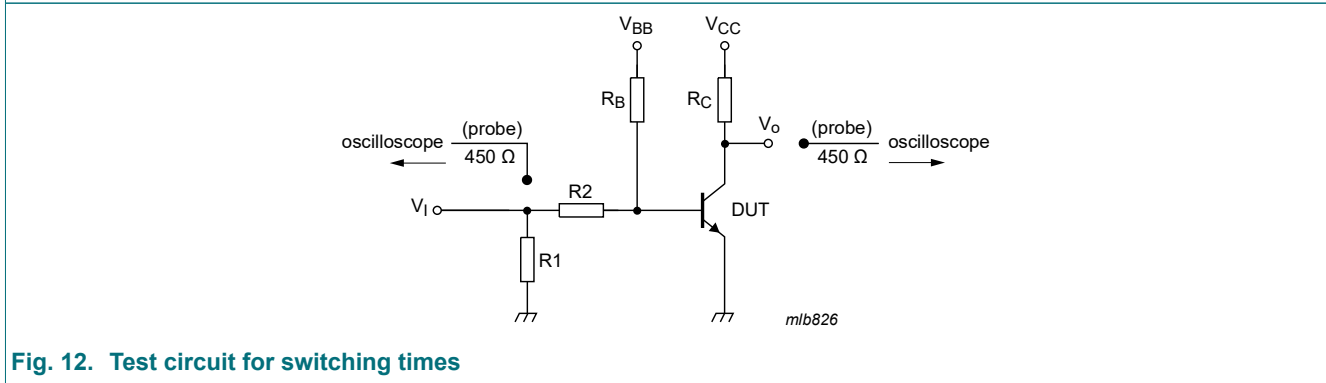 VBB
VCC
RB
RC
Vo
oscilloscope (probe) 450 Ω
(probe) 450 Ω oscilloscope
R2
VI
DUT
R1
mlb826
Fig. 12. Test circuit for switching times